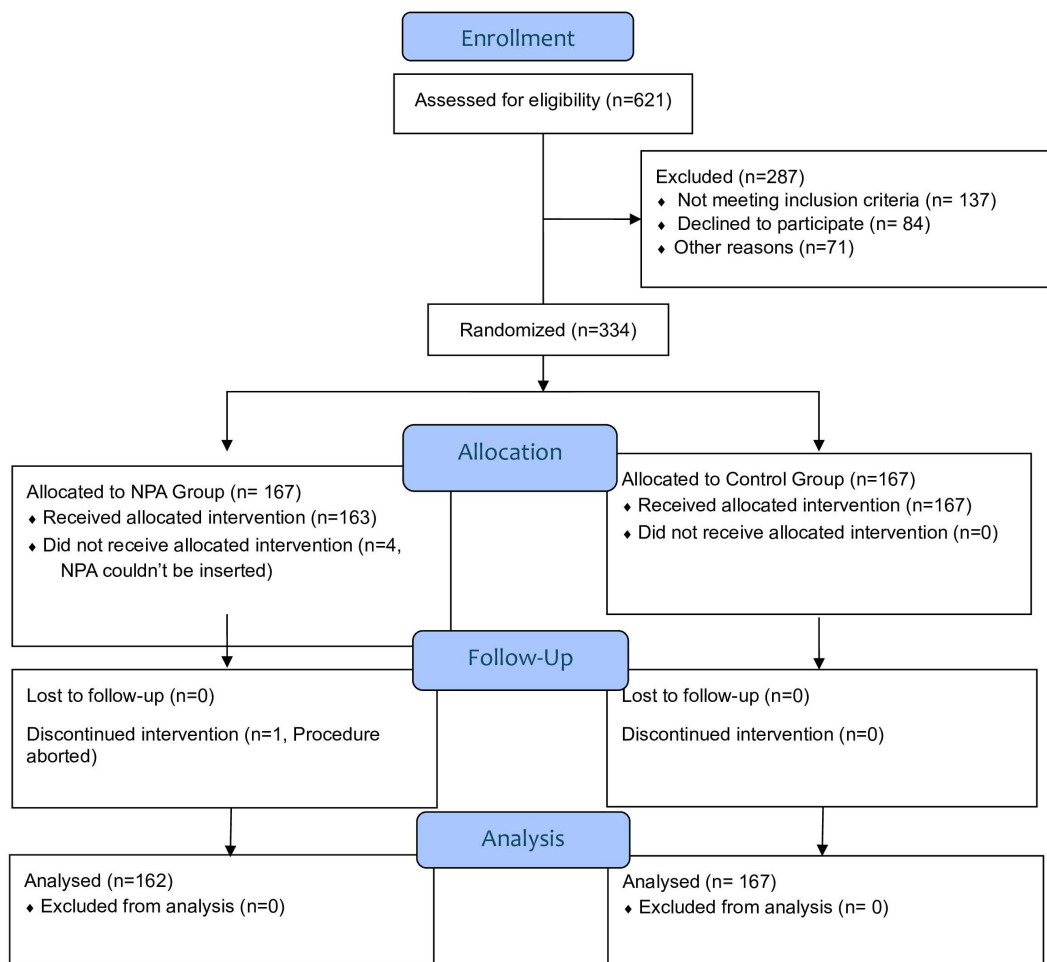 Enrollment
Assessed for eligibility (n=621)
Excluded (n=287)
♦ Not meeting inclusion criteria (n= 137)
♦ Declined to participate (n= 84)
♦ Other reasons (n=71)
Randomized (n=334)
Allocation
Allocated to NPA Group (n= 167)
♦ Received allocated intervention (n=163)
♦ Did not receive allocated intervention (n=4,
NPA couldn’t be inserted)
Allocated to Control Group (n=167)
♦ Received allocated intervention (n=167)
♦ Did not receive allocated intervention (n=0)
Follow-Up
Lost to follow-up (n=0)
Discontinued intervention (n=1, Procedure
aborted)
Lost to follow-up (n=0)
Discontinued intervention (n=0)
Analysis
Analysed (n=162)
♦ Excluded from analysis (n=0)
Analysed (n= 167)
♦ Excluded from analysis (n= 0)